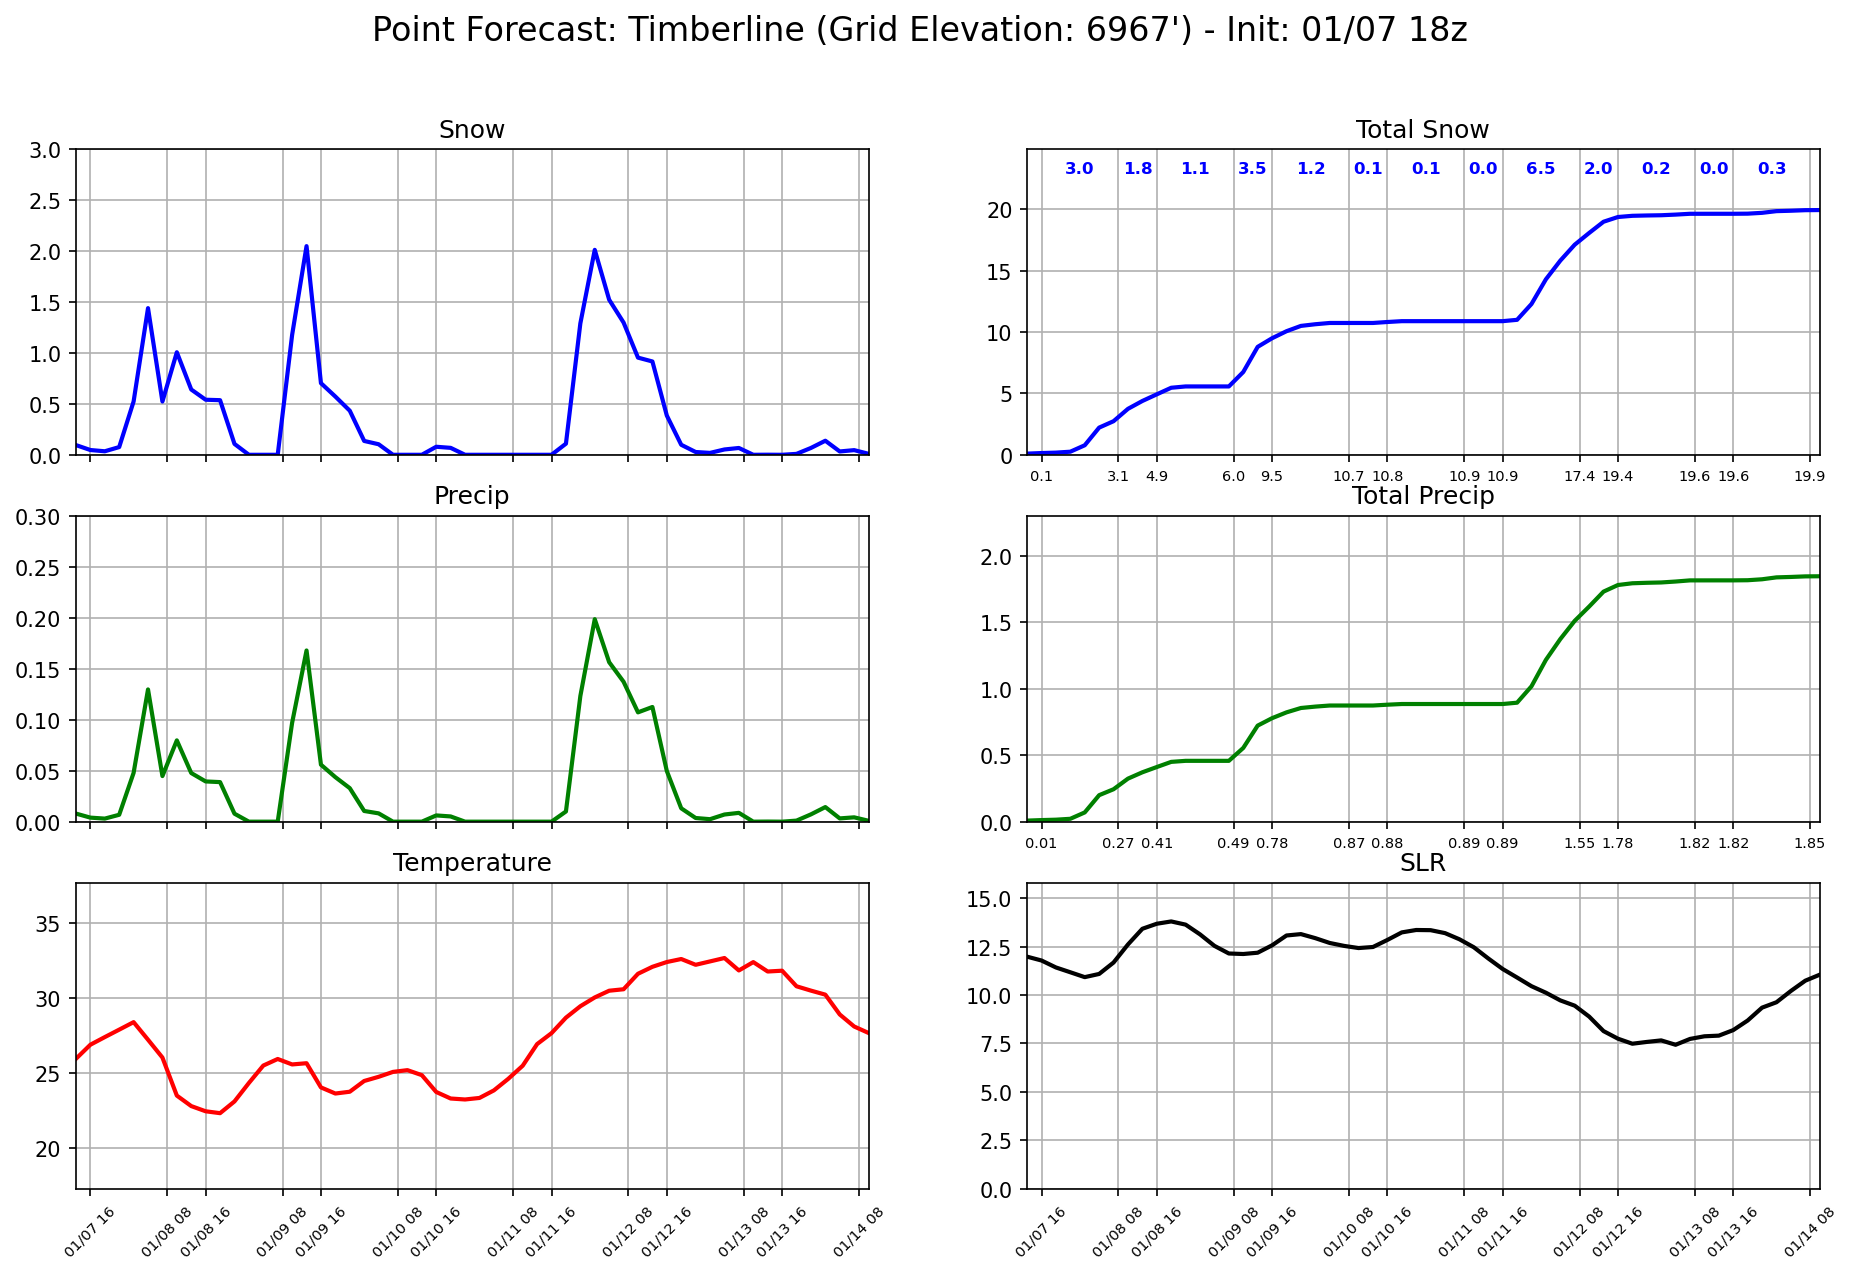 Point Forecast: Timberline (Grid Elevation: 6967') - Init: 01/07 18z
Snow
3.0
2.5
2.0
1.5
1.0
0.5
0.0
Total Snow
3.0 1.8 1.1 3.5 1.2 0.1 0.1 0.0 6.5 2.0 0.2 0.0 0.3
20
15
10
5
0
0.1 3.1 4.9 6.0 9.5 10.7 10.8 10.9 10.9 17.4 19.4 19.6 19.6 19.9
Precip
0.30
0.25
0.20
0.15
0.10
0.05
0.00
Total Precip
2.0
1.5
1.0
0.5
0.0
0.01 0.27 0.41 0.49 0.78 0.87 0.88 0.89 0.89 1.55 1.78 1.82 1.82 1.85
Temperature
35
30
25
20
01/07 16 01/08 08 01/08 16 01/09 08 01/09 16 01/10 08 01/10 16 01/11 08 01/11 16 01/12 08 01/12 16 01/13 08 01/13 16 01/14 08
SLR
15.0
12.5
10.0
7.5
5.0
2.5
0.0
01/07 16 01/08 08 01/08 16 01/09 08 01/09 16 01/10 08 01/10 16 01/11 08 01/11 16 01/12 08 01/12 16 01/13 08 01/13 16 01/14 08